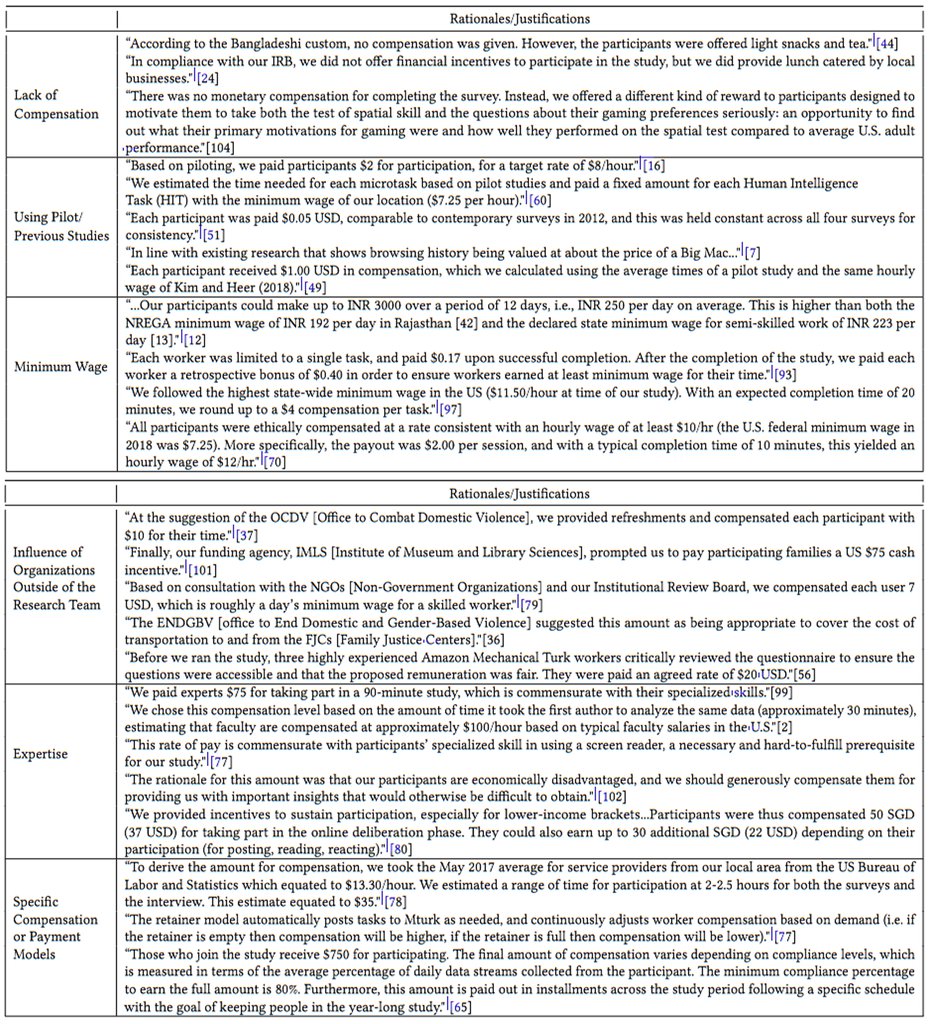 Rationales/Justifications
“According to the Bangladeshi custom, no compensation was given. However, the participants were offered light snacks and tea.” [44]
“In compliance with our IRB, we did not offer financial incentives to participate in the study, but we did provide lunch catered by local
businesses.” [24]
Lack of
Compensation
“There was no monetary compensation for completing the survey. Instead, we offered a different kind of reward to participants designed to
motivate them to take both the test of spatial skill and the questions about their gaming preferences seriously: an opportunity to find
out what their primary motivations for gaming were and how well they performed on the spatial test compared to average U.S. adult
performance.”[104]
“Based on piloting, we paid participants $2 for participation, for a target rate of $8/hour.” [16]
“We estimated the time needed for each microtask based on pilot studies and paid a fixed amount for each Human Intelligence
Task (HIT) with the minimum wage of our location ($7.25 per hour).” [60]
Using Pilot/
Previous Studies
“Each participant was paid $0.05 USD, comparable to contemporary surveys in 2012, and this was held constant across all four surveys for
consistency.” [51]
“In line with existing research that shows browsing history being valued at about the price of a Big Mac...” [7]
“Each participant received $1.00 USD in compensation, which we calculated using the average times of a pilot study and the same hourly
wage of Kim and Heer (2018).” [49]
“...Our participants could make up to INR 3000 over a period of 12 days, i.e., INR 250 per day on average. This is higher than both the
NREGA minimum wage of INR 192 per day in Rajasthan [42] and the declared state minimum wage for semi-skilled work of INR 223 per
day [13].” [12]
Minimum Wage
“Each worker was limited to a single task, and paid $0.17 upon successful completion. After the completion of the study, we paid each
worker a retrospective bonus of $0.40 in order to ensure workers earned at least minimum wage for their time.” [93]
“We followed the highest state-wide minimum wage in the US ($11.50/hour at time of our study). With an expected completion time of 20
minutes, we round up to a $4 compensation per task.” [97]
“All participants were ethically compensated at a rate consistent with an hourly wage of at least $10/hr (the U.S. federal minimum wage in
2018 was $7.25). More specifically, the payout was $2.00 per session, and with a typical completion time of 10 minutes, this yielded an
hourly wage of $12/hr.” [70]
Rationales/Justifications
“At the suggestion of the OCDV [Office to Combat Domestic Violence], we provided refreshments and compensated each participant with
$10 for their time.” [37]
Influence of
Organizations
Outside of the
Research Team
“Finally, our funding agency, IMLS [Institute of Museum and Library Sciences], prompted us to pay participating families a US $75 cash
incentive.” [101]
“Based on consultation with the NGOs [Non-Government Organizations] and our Institutional Review Board, we compensated each user 7
USD, which is roughly a day’s minimum wage for a skilled worker.” [79]
“The ENDGBV [office to End Domestic and Gender-Based Violence] suggested this amount as being appropriate to cover the cost of
transportation to and from the FJCs [Family Justice Centers].”[36]
“Before we ran the study, three highly experienced Amazon Mechanical Turk workers critically reviewed the questionnaire to ensure the
questions were accessible and that the proposed remuneration was fair. They were paid an agreed rate of $20 USD.”[56]
“We paid experts $75 for taking part in a 90-minute study, which is commensurate with their specialized skills.”[99]
“We chose this compensation level based on the amount of time it took the first author to analyze the same data (approximately 30 minutes),
estimating that faculty are compensated at approximately $100/hour based on typical faculty salaries in the U.S.”[2]
Expertise
“This rate of pay is commensurate with participants’ specialized skill in using a screen reader, a necessary and hard-to-fulfill prerequisite
for our study.” [77]
“The rationale for this amount was that our participants are economically disadvantaged, and we should generously compensate them for
providing us with important insights that would otherwise be difficult to obtain.” [102]
“We provided incentives to sustain participation, especially for lower-income brackets...Participants were thus compensated 50 SGD
(37 USD) for taking part in the online deliberation phase. They could also earn up to 30 additional SGD (22 USD) depending on their
participation (for posting, reading, reacting).” [80]
“To derive the amount for compensation, we took the May 2017 average for service providers from our local area from the US Bureau of
Labor and Statistics which equated to $13.30/hour. We estimated a range of time for participation at 2-2.5 hours for both the surveys and
the interview. This estimate equated to $35.” [78]
Specific
Compensation
or Payment
Models
“The retainer model automatically posts tasks to Mturk as needed, and continuously adjusts worker compensation based on demand (i.e. if
the retainer is empty then compensation will be higher, if the retainer is full then compensation will be lower).” [77]
“Those who join the study receive $750 for participating. The final amount of compensation varies depending on compliance levels, which
is measured in terms of the average percentage of daily data streams collected from the participant. The minimum compliance percentage
to earn the full amount is 80%. Furthermore, this amount is paid out in installments across the study period following a specific schedule
with the goal of keeping people in the year-long study.” [65]